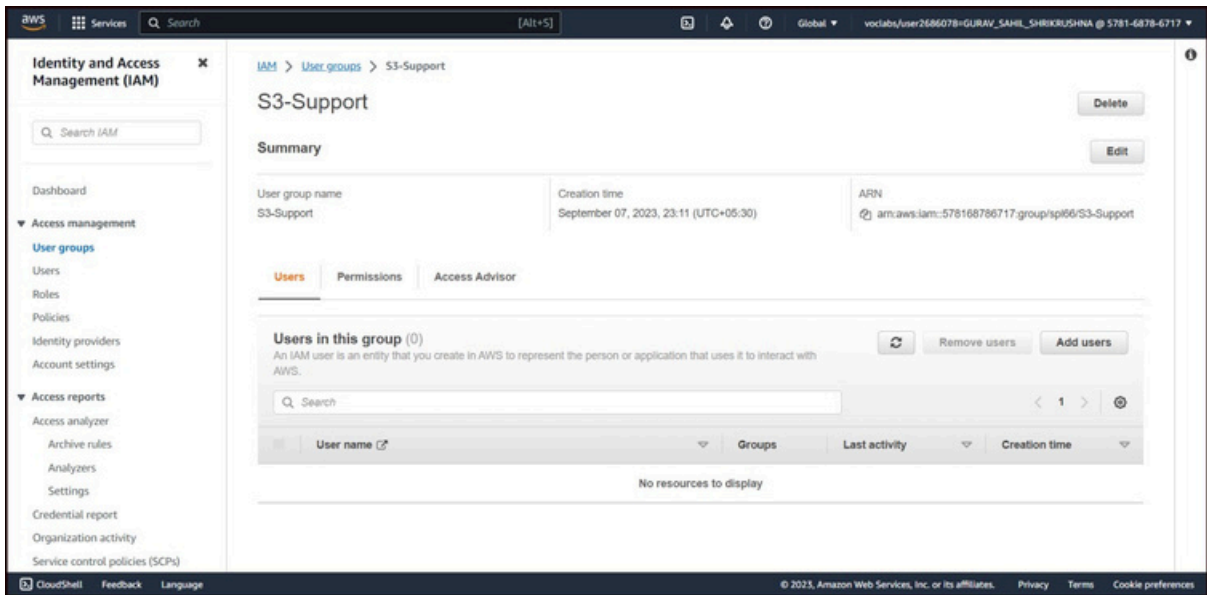 aws Services Search [Alt+S] Global voclabs/user2686078=GURAV_SAHIL_SHRIKRUSHNA @ 5781-6878-6717
Identity and Access
Management (IAM)
Search IAM
Dashboard
Access management
User groups
Users
Roles
Policies
Identity providers
Account settings
Access reports
Access analyzer
Archive rules
Analyzers
Settings
Credential report
Organization activity
Service control policies (SCPs)
IAM > User groups > S3-Support
S3-Support
Delete
Summary
Edit
User group name
S3-Support
Creation time
September 07, 2023, 23:11 (UTC+05:30)
ARN
arn:aws:iam::578168786717:group/spl66/S3-Support
Users Permissions Access Advisor
Users in this group (0)
An IAM user is an entity that you create in AWS to represent the person or application that uses it to interact with
AWS.
Remove users Add users
Search
1
User name Groups Last activity Creation time
No resources to display
CloudShell Feedback Language © 2023, Amazon Web Services, Inc. or its affiliates. Privacy Terms Cookie preferences